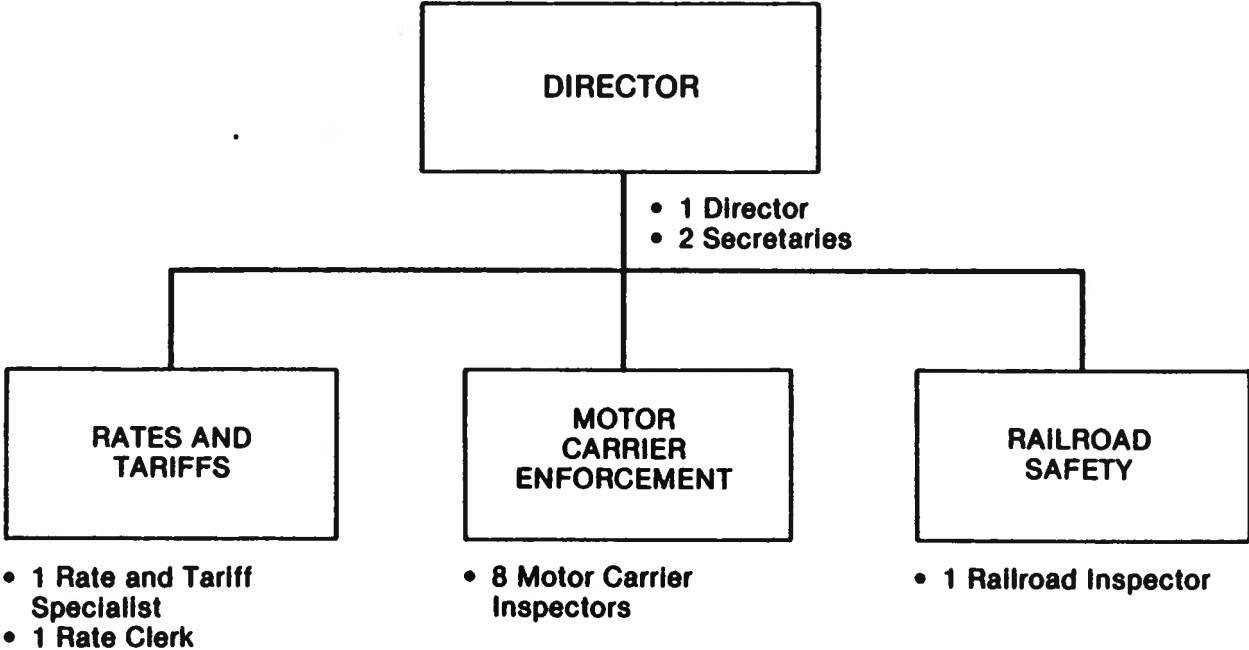 DIRECTOR
• 1 Director
• 2 Secretaries
RATES AND
TARIFFS
• 1 Rate and Tariff
Specialist
• 1 Rate Clerk
MOTOR
CARRIER
ENFORCEMENT
• 8 Motor Carrier
Inspectors
RAILROAD
SAFETY
• 1 Railroad Inspector